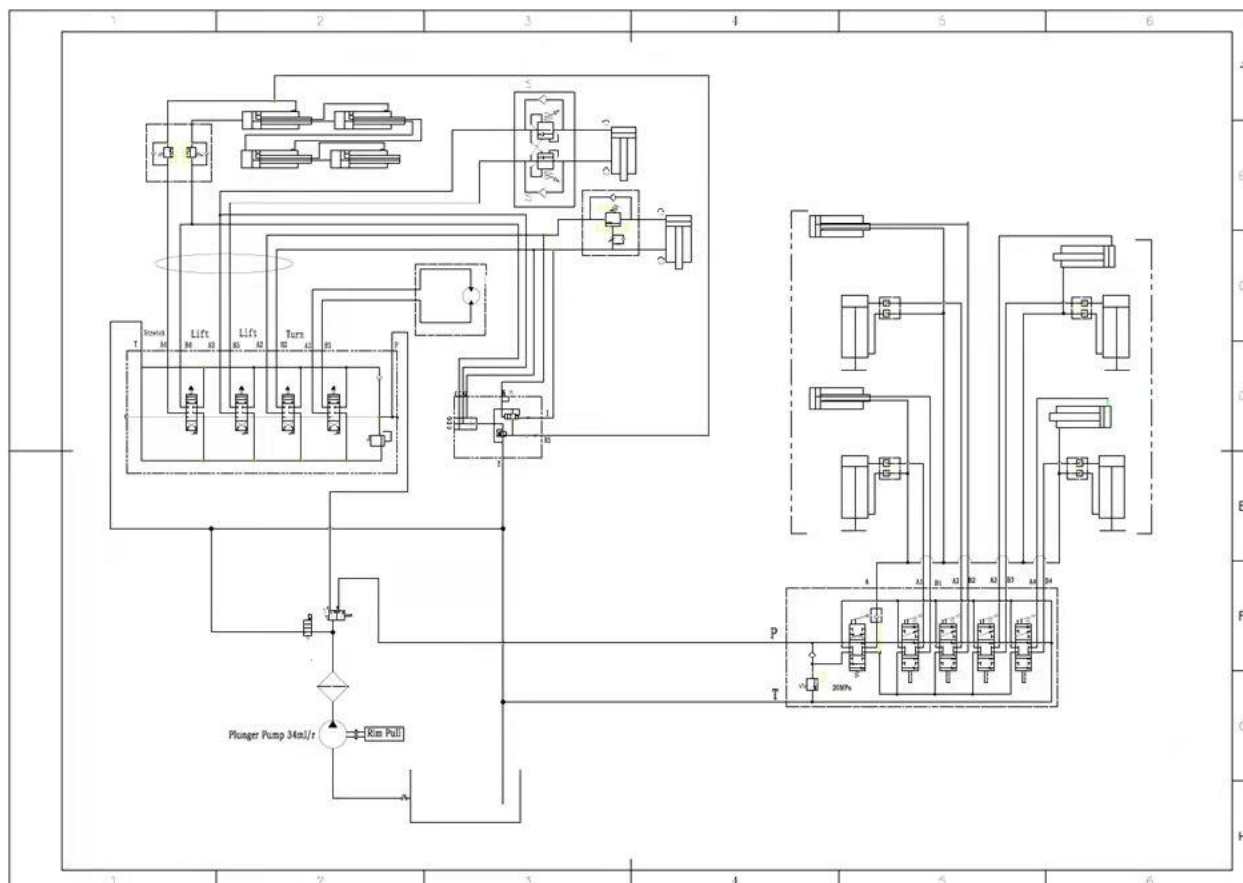 1 2 3 4 5 6
S
C
B
C
C
C
Stretch Lift Lift Turn
T A4 B4 A3 B3 A2 B2 A1 B1 P
D
T
E
A A1 B1 A2 B2 A3 B3 A4 B4
F
P
20MPa
T
Plunger Pump 34ml/r
Rim Pull
H
1 2 3 4 5 6